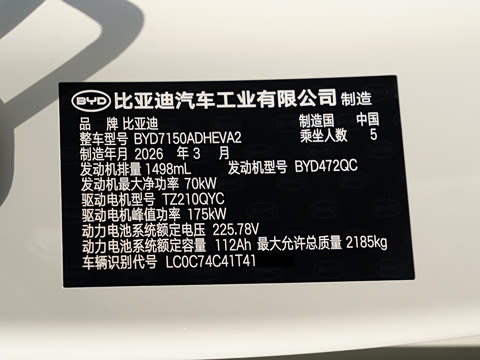 BYD 比亚迪汽车工业有限公司 制造
品 牌 比亚迪 制造国 中国
整车型号 BYD7150ADHEVA2 乘坐人数 5
制造年月 2026 年 3 月
发动机排量 1498mL 发动机型号 BYD472QC
发动机最大净功率 70kW
驱动电机型号 TZ210QYC
驱动电机峰值功率 175kW
动力电池系统额定电压 225.78V
动力电池系统额定容量 112Ah 最大允许总质量 2185kg
车辆识别代号 LC0C74C41T41